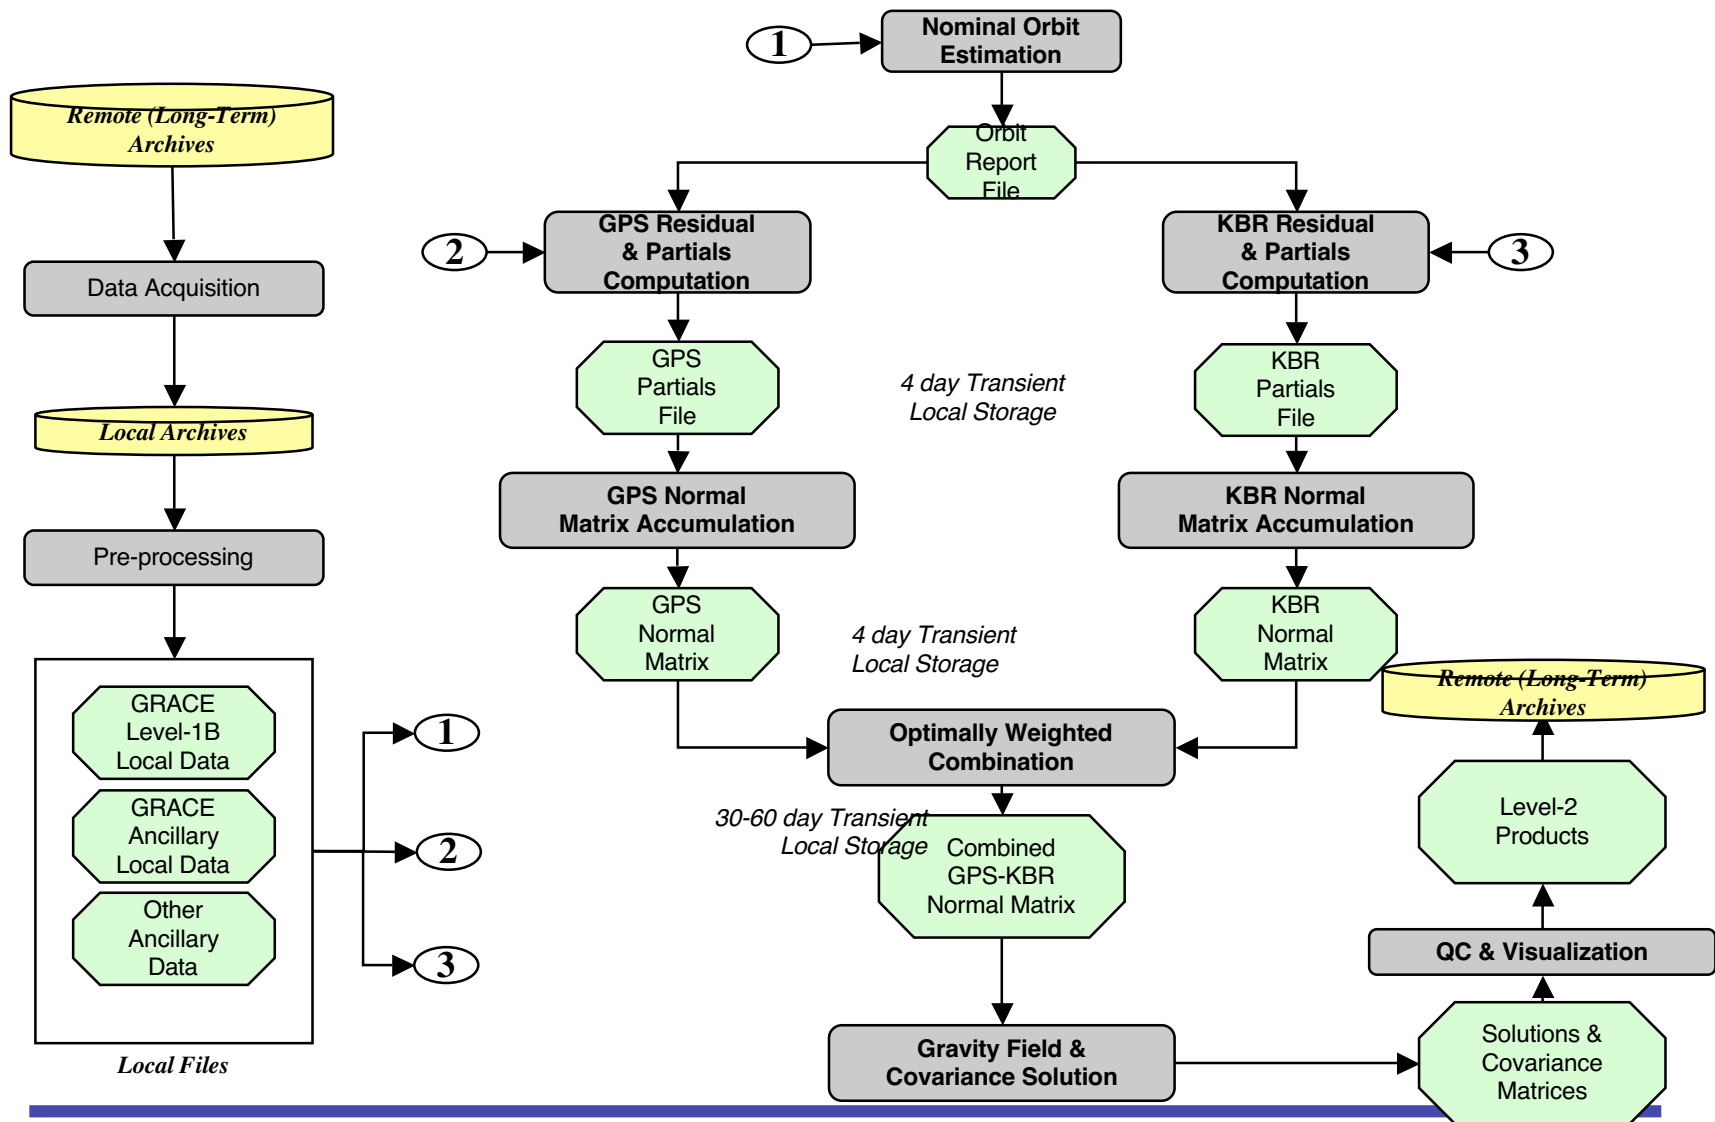 Remote (Long-Term)
Archives
Data Acquisition
Local Archives
Pre-processing
GRACE
Level-1B
Local Data
GRACE
Ancillary
Local Data
Other
Ancillary
Data
Local Files
1
2
3
1
Nominal Orbit
Estimation
Orbit
Report
File
2
GPS Residual
& Partials
Computation
KBR Residual
& Partials
Computation
3
GPS
Partials
File
4 day Transient
Local Storage
KBR
Partials
File
GPS Normal
Matrix Accumulation
KBR Normal
Matrix Accumulation
GPS
Normal
Matrix
4 day Transient
Local Storage
KBR
Normal
Matrix
Optimally Weighted
Combination
30-60 day Transient
Local Storage
Combined
GPS-KBR
Normal Matrix
Gravity Field &
Covariance Solution
Remote (Long-Term)
Archives
Level-2
Products
QC & Visualization
Solutions &
Covariance
Matrices